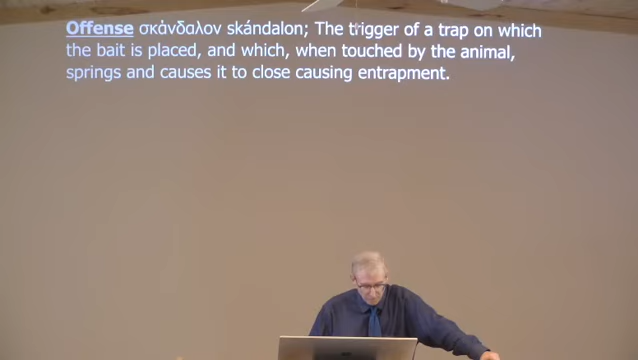 Offense σκάνδαλον skándalon; The trigger of a trap on which
the bait is placed, and which, when touched by the animal,
springs and causes it to close causing entrapment.